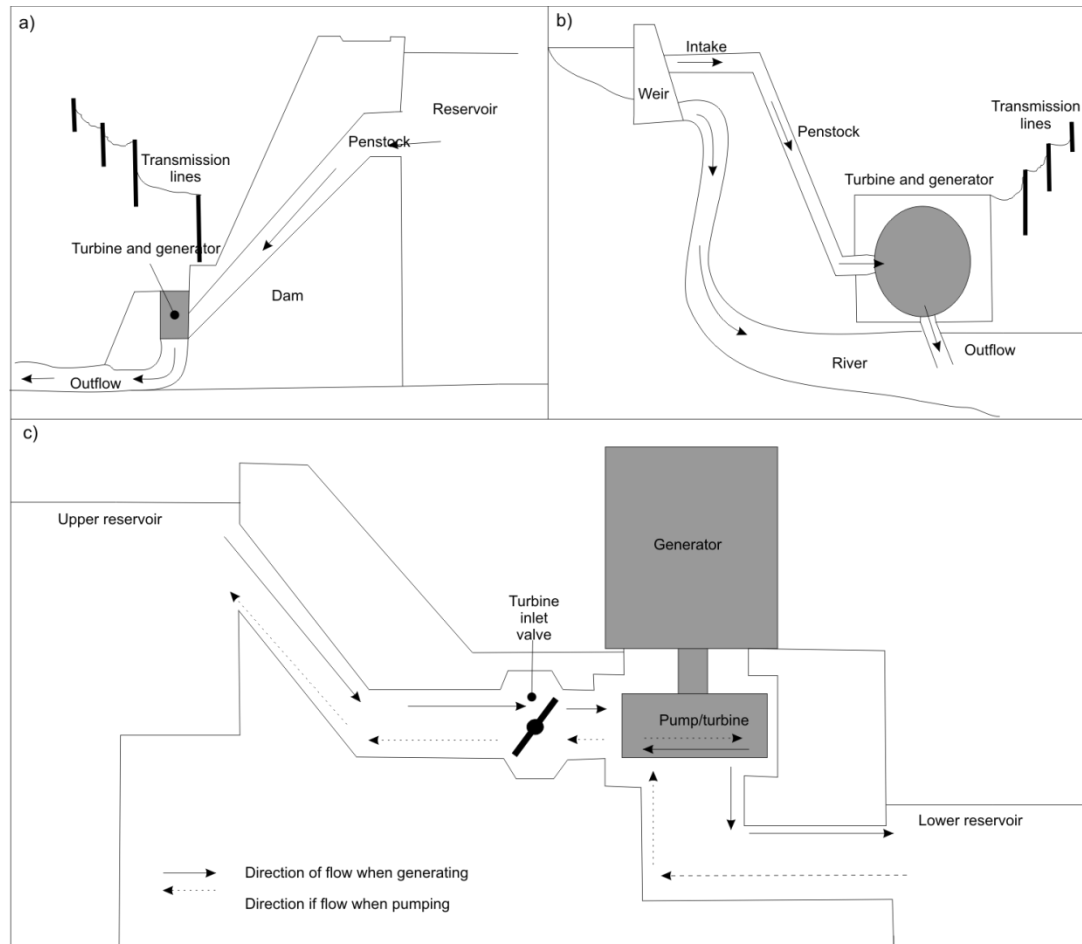 a)
Reservoir
Penstock
Transmission
lines
Turbine and generator
Dam
Outflow
b)
Intake
Weir
Penstock
Transmission
lines
Turbine and generator
River
Outflow
c)
Upper reservoir
Generator
Turbine
inlet
valve
Pump/turbine
Lower reservoir
Direction of flow when generating
Direction if flow when pumping